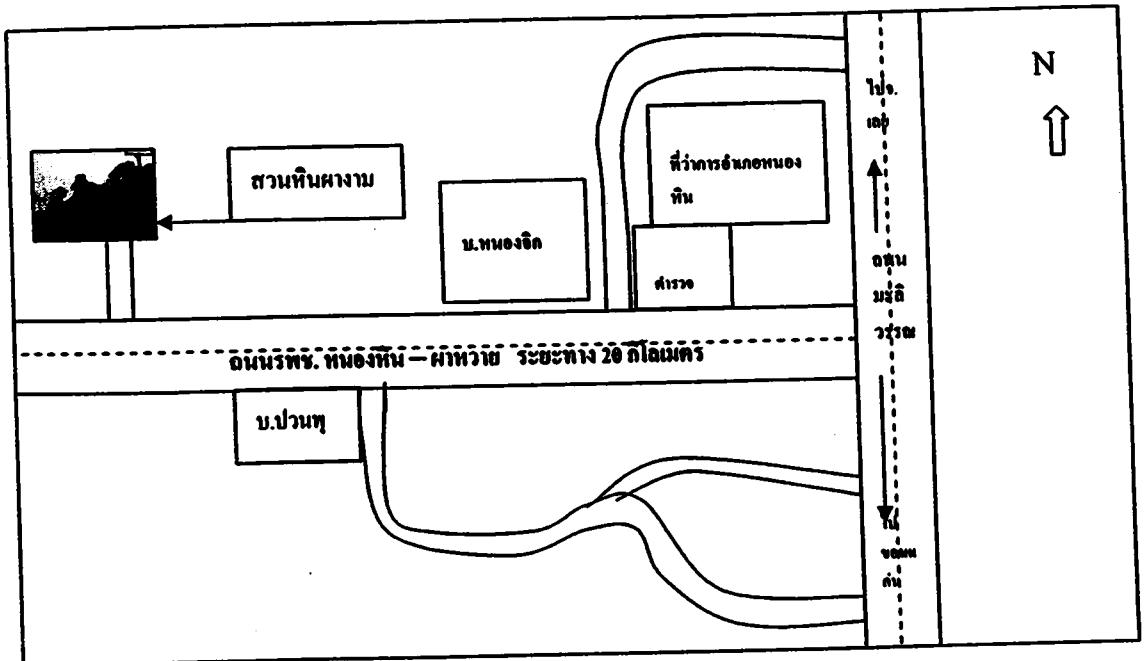 N
ไปจ.
เลย
ที่ว่าการอำเภอหนอง
หิน
สวนหินผางาม
บ.หนองจิก
ตำรวจ
ถนน
มะลิ
วรรณ
ถนนรพช. หนองหิน – ผาหวาย ระยะทาง 20 กิโลเมตร
บ.ปวนพุ
ไป
ขอนแก่น